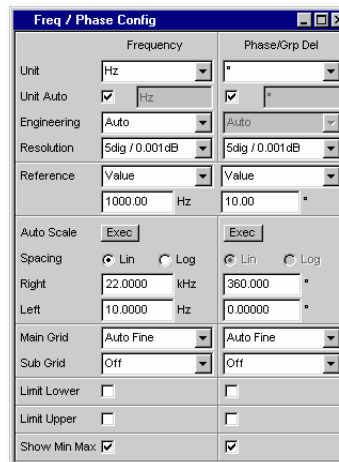 Freq / Phase Config
Frequency Phase/Grp Del
Unit Hz °
Unit Auto Hz °
Engineering Auto Auto
Resolution 5dig / 0.001dB 5dig / 0.001dB
Reference Value Value
1000.00 Hz 10.00 °
Auto Scale Exec Exec
Spacing Lin Log Lin Log
Right 22.0000 kHz 360.000 °
Left 10.0000 Hz 0.00000 °
Main Grid Auto Fine Auto Fine
Sub Grid Off Off
Limit Lower
Limit Upper
Show Min Max